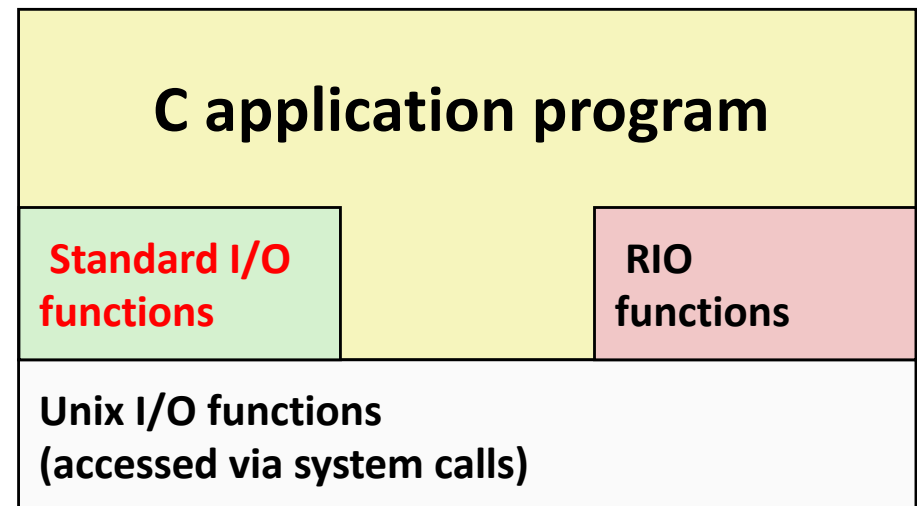 C application program
Standard I/O
functions
RIO
functions
Unix I/O functions
(accessed via system calls)